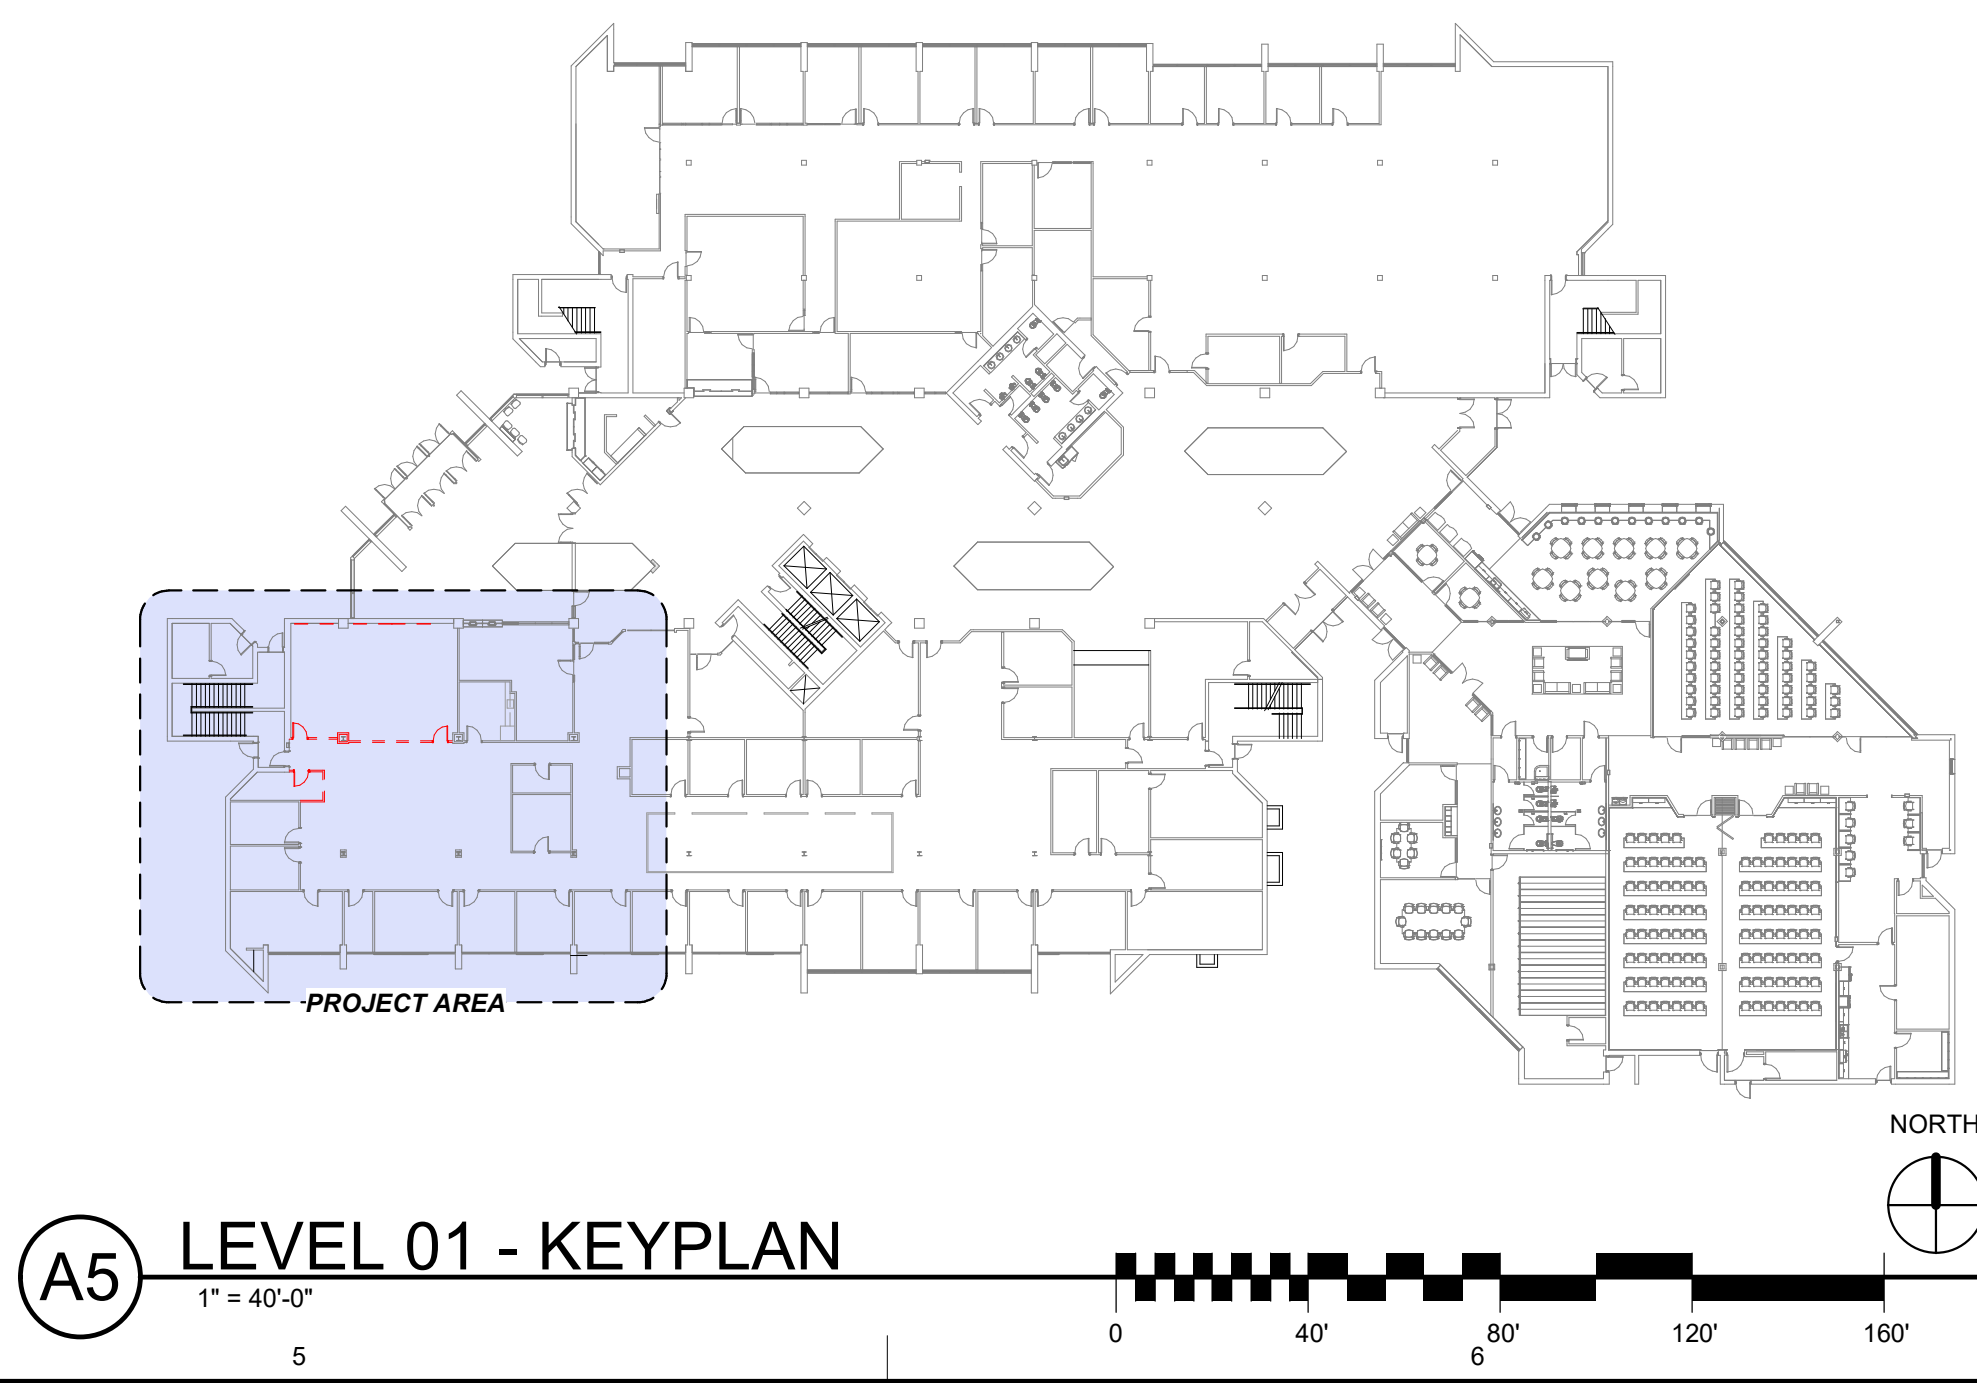 PROJECT AREA
NORTH
A5
LEVEL 01 - KEYPLAN
1" = 40'-0"
0 40' 80' 120' 160'
5 6